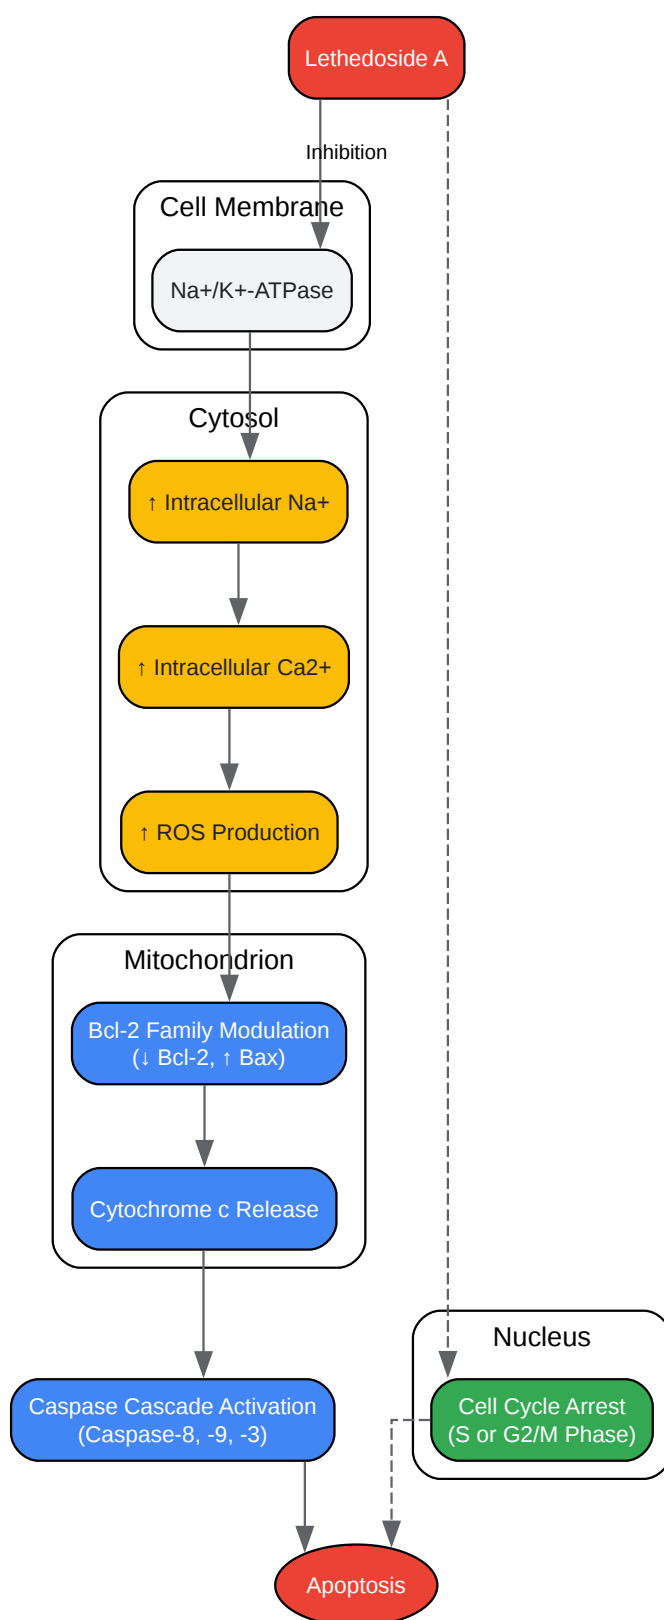 Lethedoside A
Inhibition
Cell Membrane
Na+/K+-ATPase
Cytosol
↑ Intracellular Na+
↑ Intracellular Ca2+
↑ ROS Production
Mitochondrion
Bcl-2 Family Modulation
(↓ Bcl-2, ↑ Bax)
Cytochrome c Release
Nucleus
Caspase Cascade Activation
(Caspase-8, -9, -3)
Cell Cycle Arrest
(S or G2/M Phase)
Apoptosis